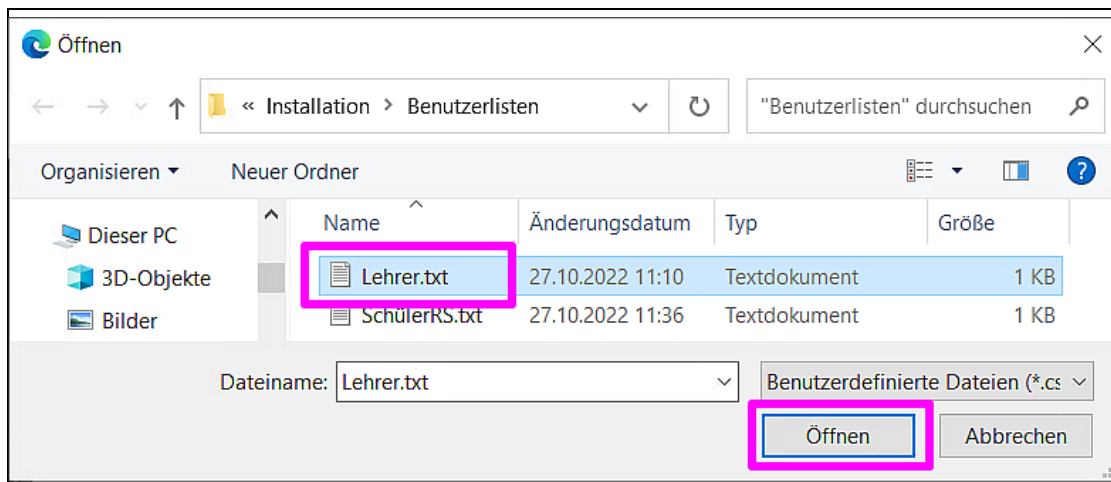 Öffnen
« Installation > Benutzerlisten
"Benutzerlisten" durchsuchen
Organisieren
Neuer Ordner
?
Name Änderungsdatum Typ Größe
Dieser PC
3D-Objekte
Bilder
Lehrer.txt 27.10.2022 11:10 Textdokument 1 KB
SchülerRS.txt 27.10.2022 11:36 Textdokument 1 KB
Dateiname: Lehrer.txt
Benutzerdefinierte Dateien (*.cs
Öffnen
Abbrechen